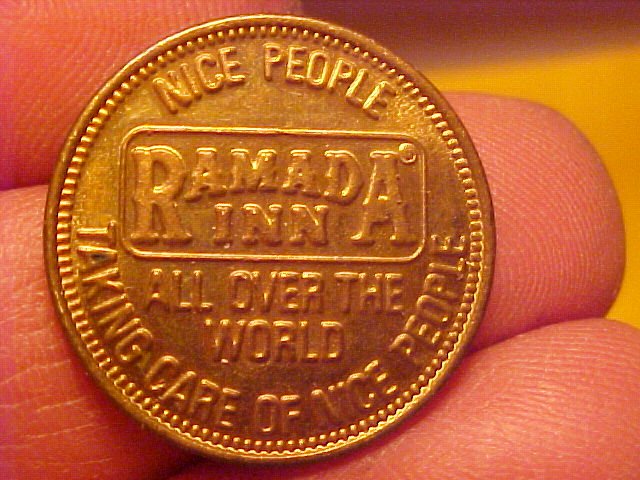 NICE PEOPLE
RAMADA®
INN
ALL OVER THE
WORLD
TAKING CARE OF NICE PEOPLE